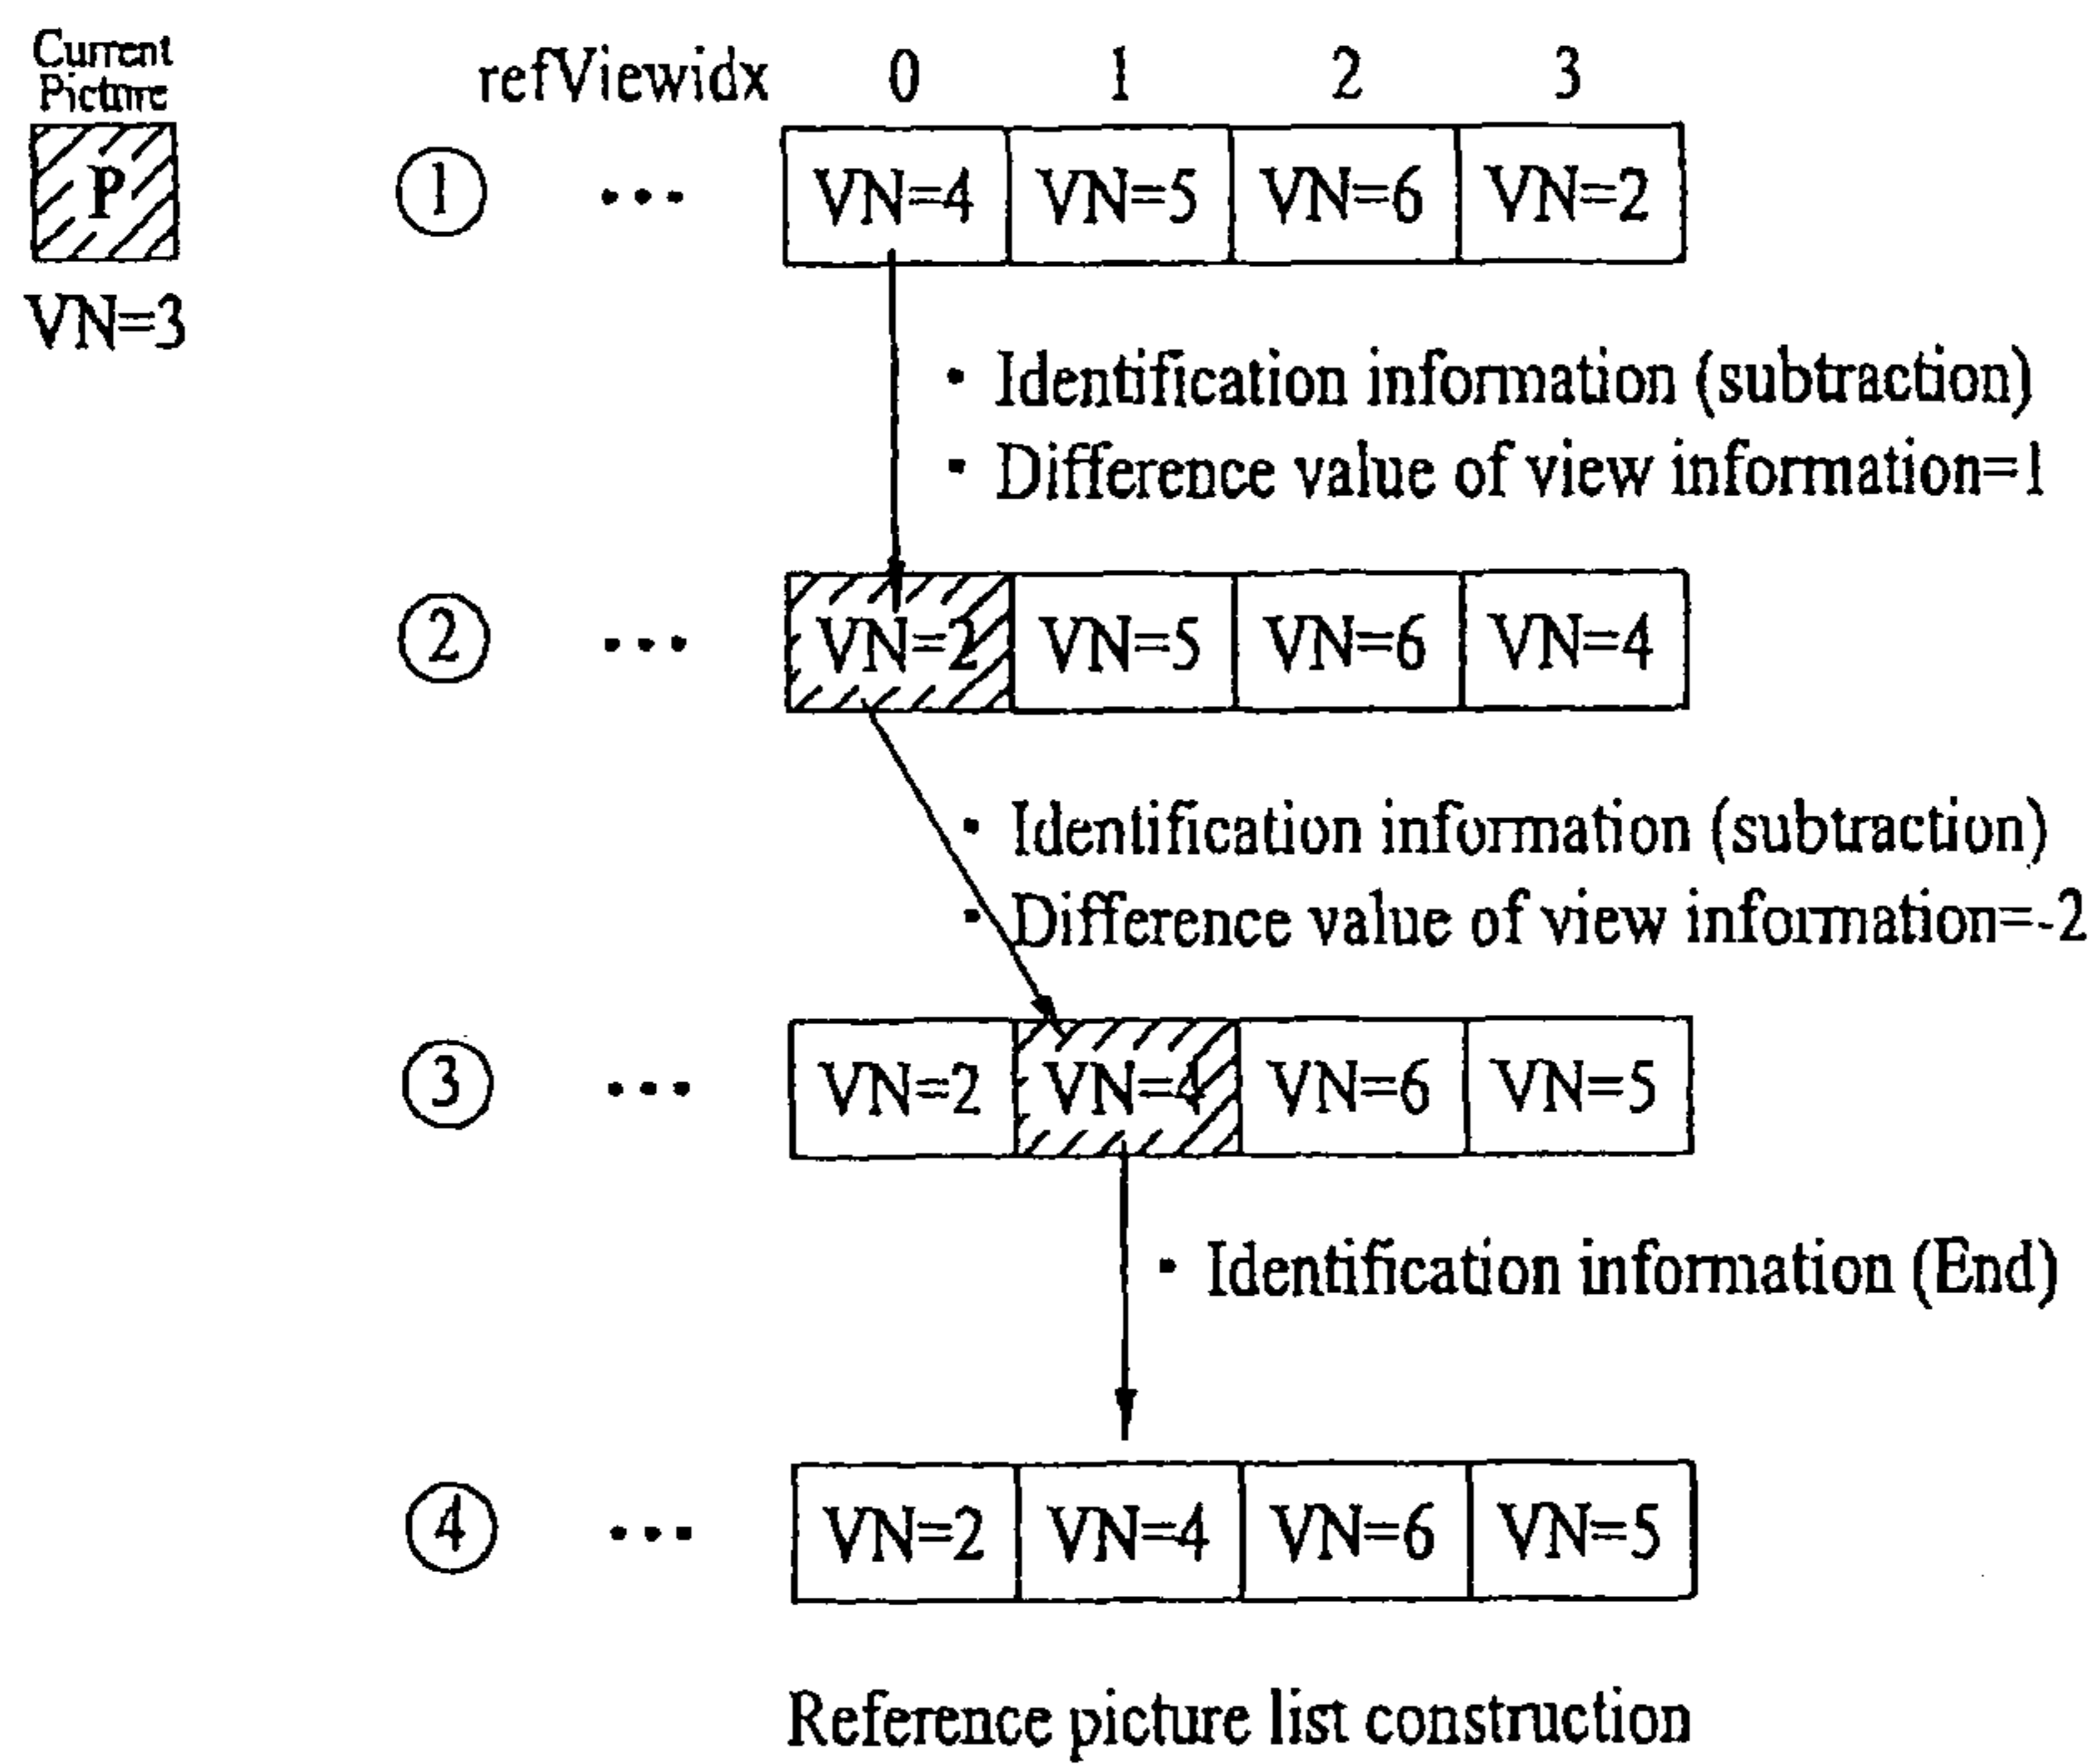 Current
Picture
P
VN=3
refViewidx 0 1 2 3
① ••• VN=4 VN=5 VN=6 VN=2
• Identification information (subtraction)
• Difference value of view information=1
② ••• VN=2 VN=5 VN=6 VN=4
• Identification information (subtraction)
• Difference value of view information=-2
③ ••• VN=2 VN=4 VN=6 VN=5
• Identification information (End)
④ ••• VN=2 VN=4 VN=6 VN=5
Reference picture list construction